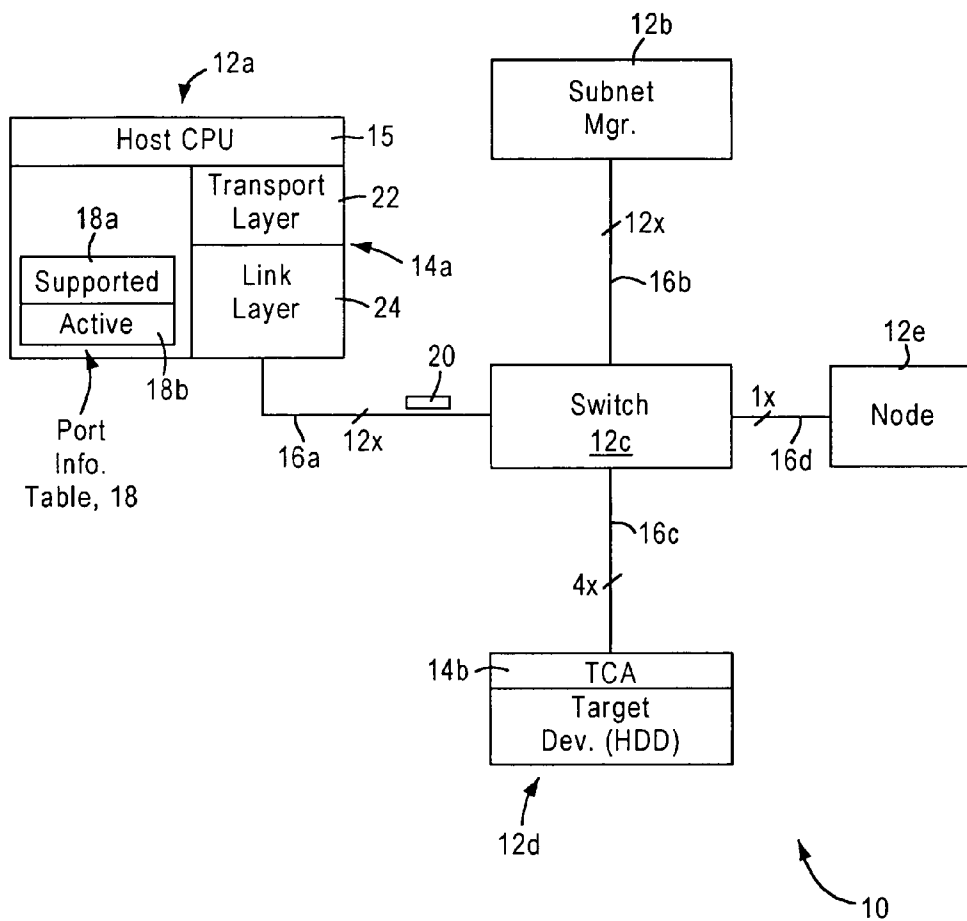 12a
Host CPU
15
Transport
Layer
22
18a
Supported
Active
18b
14a
Link
Layer
24
Port
Info.
Table, 18
16a
12x
20
12b
Subnet
Mgr.
12x
16b
Switch
12c
1x
16d
12e
Node
16c
4x
14b
TCA
Target
Dev. (HDD)
12d
10